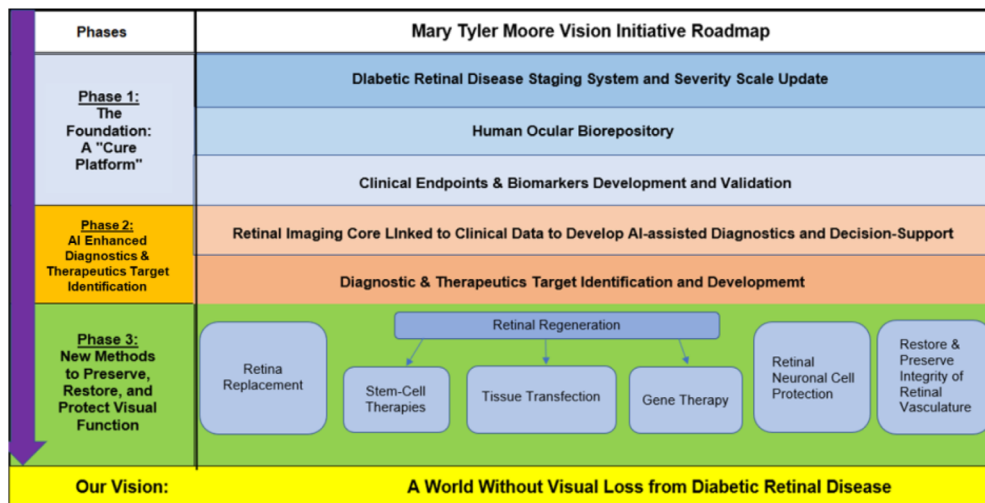 Phases
Mary Tyler Moore Vision Initiative Roadmap
Phase 1:
The
Foundation:
A "Cure
Platform"
DIabetic Retinal Disease Staging System and Severity Scale Update
Human Ocular Biorepository
Clinical Endpoints & Biomarkers Development and Validation
Phase 2:
AI Enhanced
Diagnostics &
Therapeutics Target
Identification
Retinal Imaging Core LInked to Clinical Data to Develop AI-assisted Diagnostics and Decision-Support
Diagnostic & Therapeutics Target Identification and Developmemt
Phase 3:
New Methods
to Preserve,
Restore, and
Protect Visual
Function
Retina
Replacement
Retinal Regeneration
Stem-Cell
Therapies
Tissue Transfection
Gene Therapy
Retinal
Neuronal Cell
Protection
Restore &
Preserve
Integrity of
Retinal
Vasculature
Our Vision:
A World Without Visual Loss from Diabetic Retinal Disease